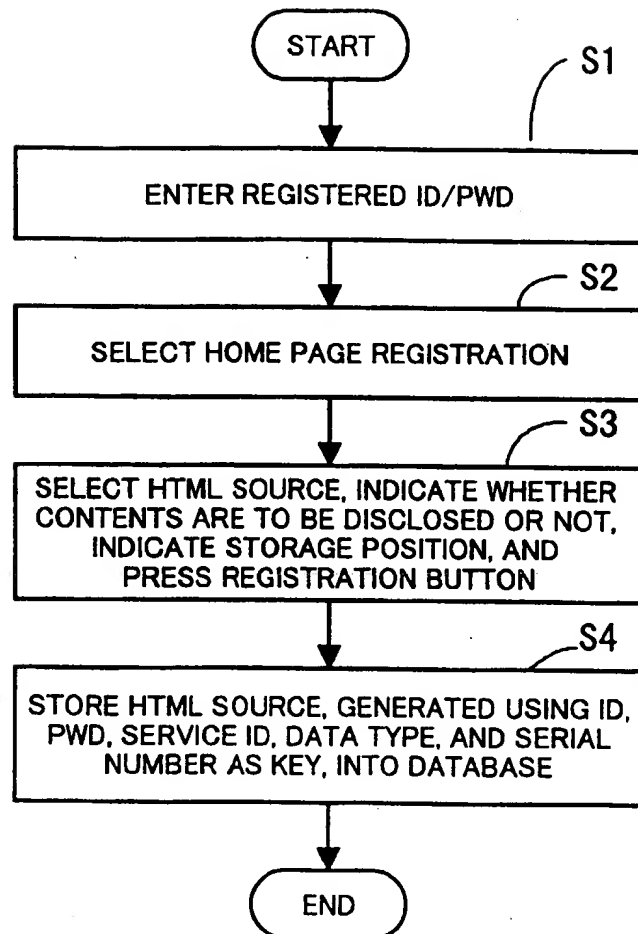 START
S1
ENTER REGISTERED ID/PWD
S2
SELECT HOME PAGE REGISTRATION
S3
SELECT HTML SOURCE, INDICATE WHETHER
CONTENTS ARE TO BE DISCLOSED OR NOT,
INDICATE STORAGE POSITION, AND
PRESS REGISTRATION BUTTON
S4
STORE HTML SOURCE, GENERATED USING ID,
PWD, SERVICE ID, DATA TYPE, AND SERIAL
NUMBER AS KEY, INTO DATABASE
END